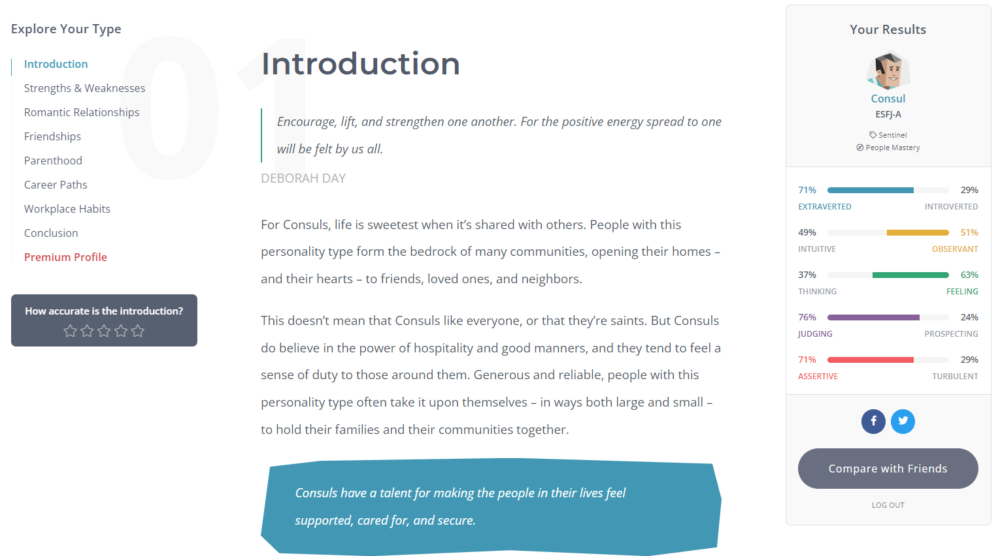 Explore Your Type
Introduction
Strengths & Weaknesses
Romantic Relationships
Friendships
Parenthood
Career Paths
Workplace Habits
Conclusion
Premium Profile
How accurate is the introduction?
01
Introduction
Encourage, lift, and strengthen one another. For the positive energy spread to one
will be felt by us all.
DEBORAH DAY
For Consuls, life is sweetest when it’s shared with others. People with this
personality type form the bedrock of many communities, opening their homes –
and their hearts – to friends, loved ones, and neighbors.
This doesn’t mean that Consuls like everyone, or that they’re saints. But Consuls
do believe in the power of hospitality and good manners, and they tend to feel a
sense of duty to those around them. Generous and reliable, people with this
personality type often take it upon themselves – in ways both large and small –
to hold their families and their communities together.
Consuls have a talent for making the people in their lives feel
supported, cared for, and secure.
Your Results
Consul
ESFJ-A
Sentinel
People Mastery
71% 29%
EXTRAVERTED INTROVERTED
49% 51%
INTUITIVE OBSERVANT
37% 63%
THINKING FEELING
76% 24%
JUDGING PROSPECTING
71% 29%
ASSERTIVE TURBULENT
Compare with Friends
LOG OUT